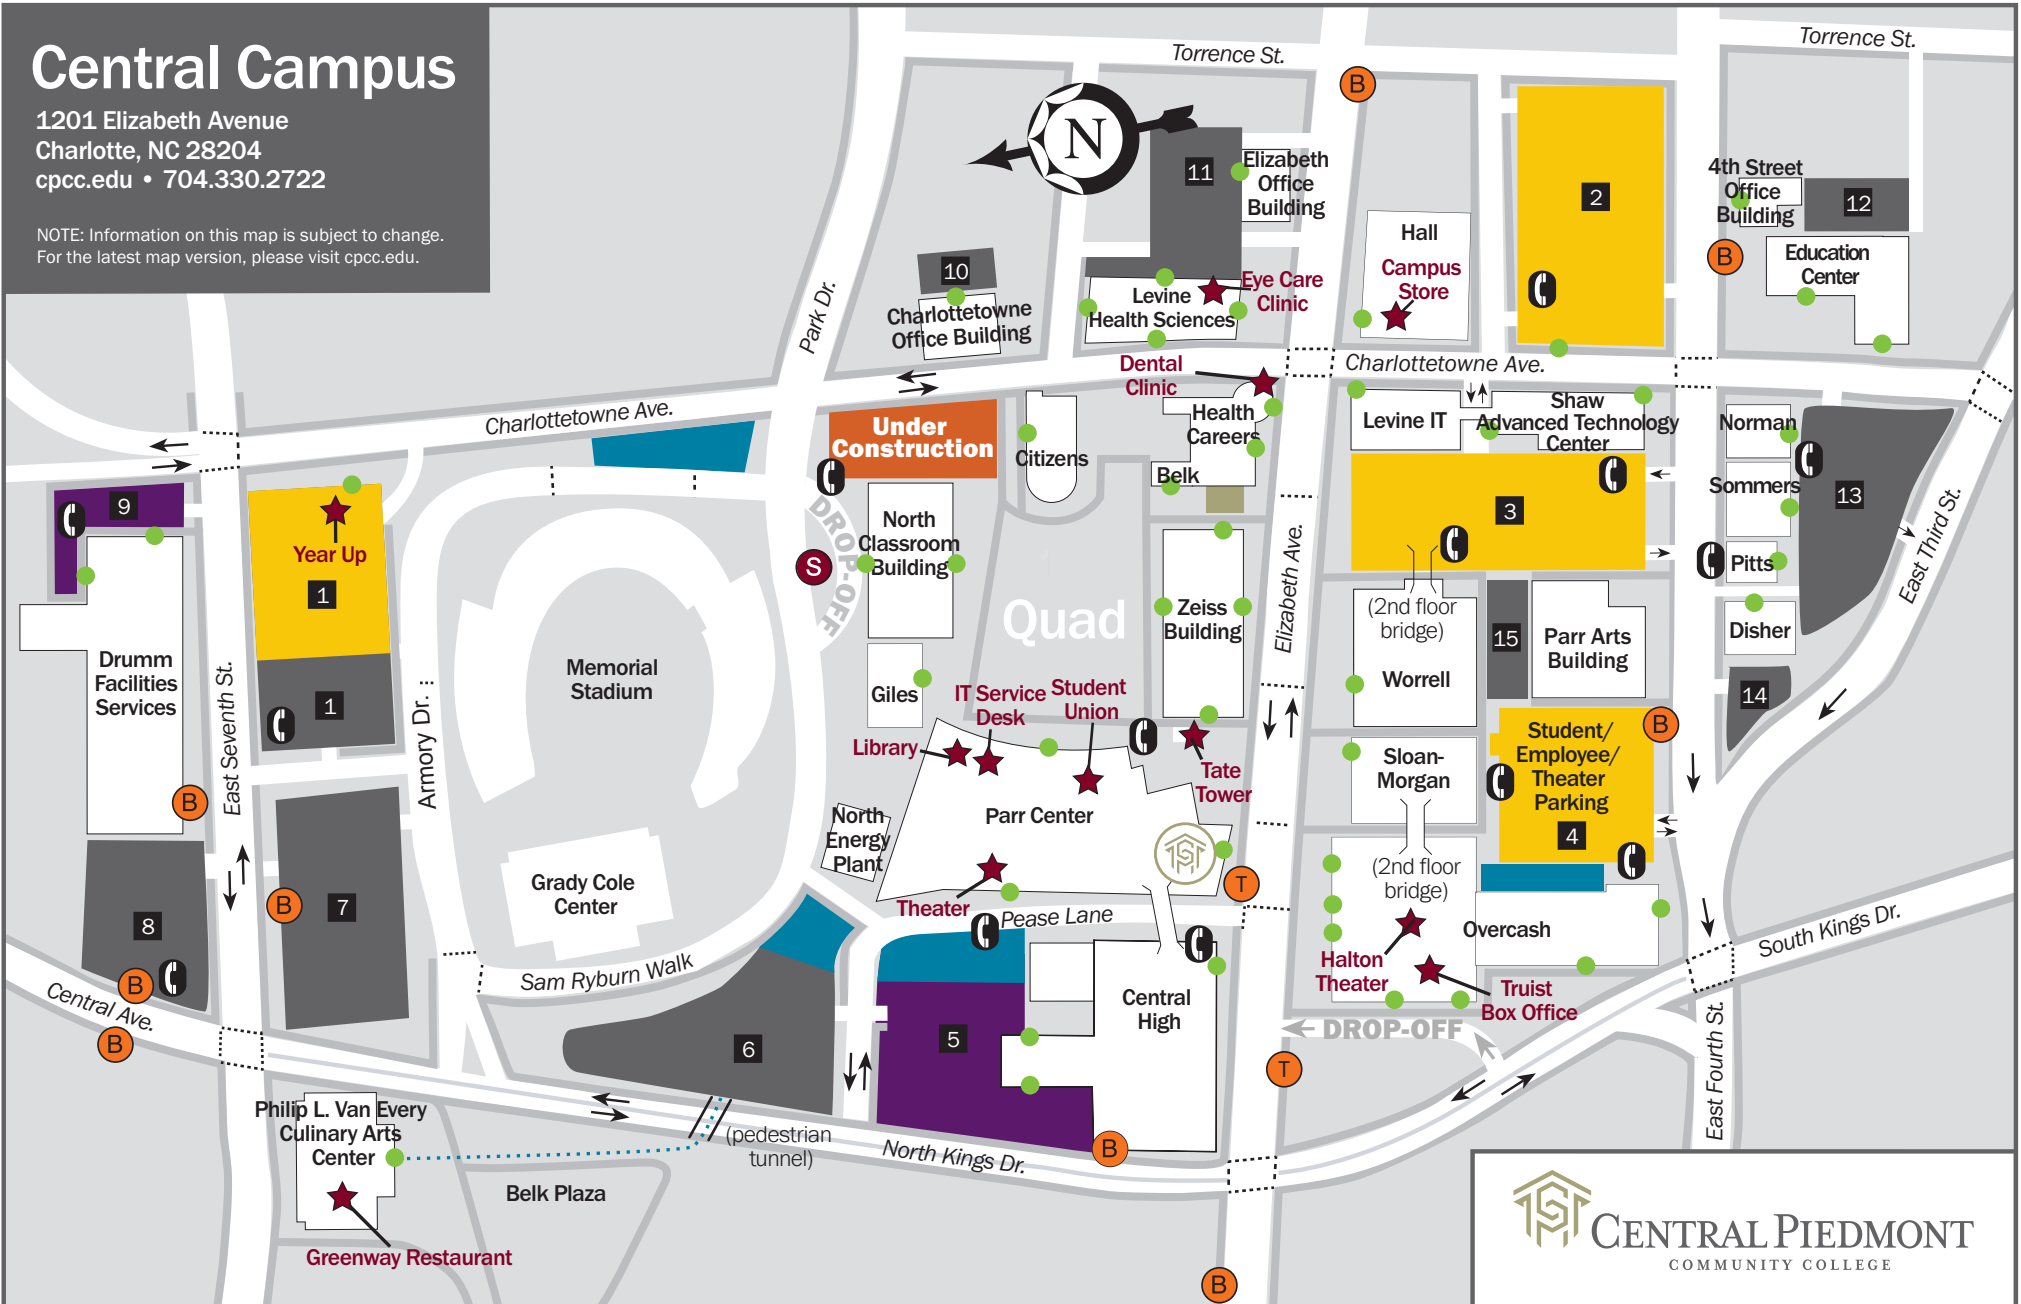 Central Campus
1201 Elizabeth Avenue
Charlotte, NC 28204
cpcc.edu • 704.330.2722
NOTE: Information on this map is subject to change.
For the latest map version, please visit cpcc.edu.
Torrence St.
Torrence St.
B
N
11
Elizabeth
Office
Building
2
4th Street
Office
Building
12
B
Hall
Campus
Store
Education
Center
10
Charlottetowne
Office Building
Levine
Health Sciences
Eye Care
Clinic
Park Dr.
Dental
Clinic
Charlottetowne Ave.
Charlottetowne Ave.
Under
Construction
Citizens
Health
Careers
Belk
Levine IT
Shaw
Advanced Technology
Center
Norman
Sommers
13
Pitts
Disher
14
East Third St.
9
Year Up
1
1
Drumm
Facilities
Services
East Seventh St.
Armory Dr.
Memorial
Stadium
DROP-OFF
S
North
Classroom
Building
Quad
Zeiss
Building
Elizabeth Ave.
3
(2nd floor
bridge)
Worrell
15
Parr Arts
Building
Giles
IT Service
Desk
Student
Union
Library
Parr Center
Tate
Tower
Sloan-
Morgan
Student/
Employee/
Theater
Parking
4
B
B
North
Energy
Plant
Theater
T
(2nd floor
bridge)
Halton
Theater
Overcash
Truist
Box Office
Grady Cole
Center
Pease Lane
7
B
8
B
B
Central Ave.
Sam Ryburn Walk
6
5
Central
High
DROP-OFF
T
South Kings Dr.
East Fourth St.
Philip L. Van Every
Culinary Arts
Center
(pedestrian
tunnel)
North Kings Dr.
B
Belk Plaza
Greenway Restaurant
B
CENTRAL PIEDMONT
COMMUNITY COLLEGE